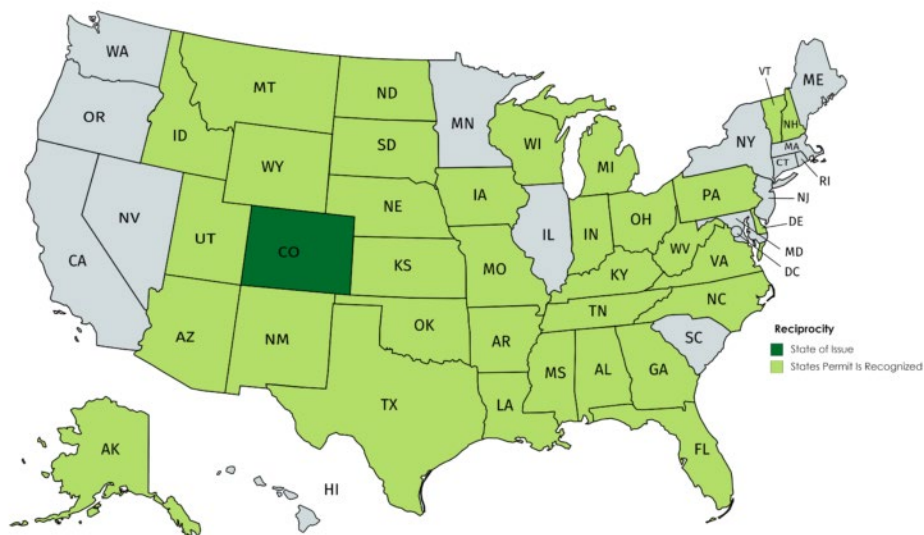 WA
OR
CA
NV
ID
MT
WY
UT
CO
AZ
NM
ND
SD
NE
KS
OK
TX
MN
IA
MO
AR
LA
WI
IL
MI
IN
OH
KY
TN
MS
AL
GA
FL
SC
NC
VA
WV
PA
NY
VT
NH
ME
MA
CT
RI
NJ
DE
MD
DC
AK
HI
Reciprocity
State of Issue
States Permit Is Recognized